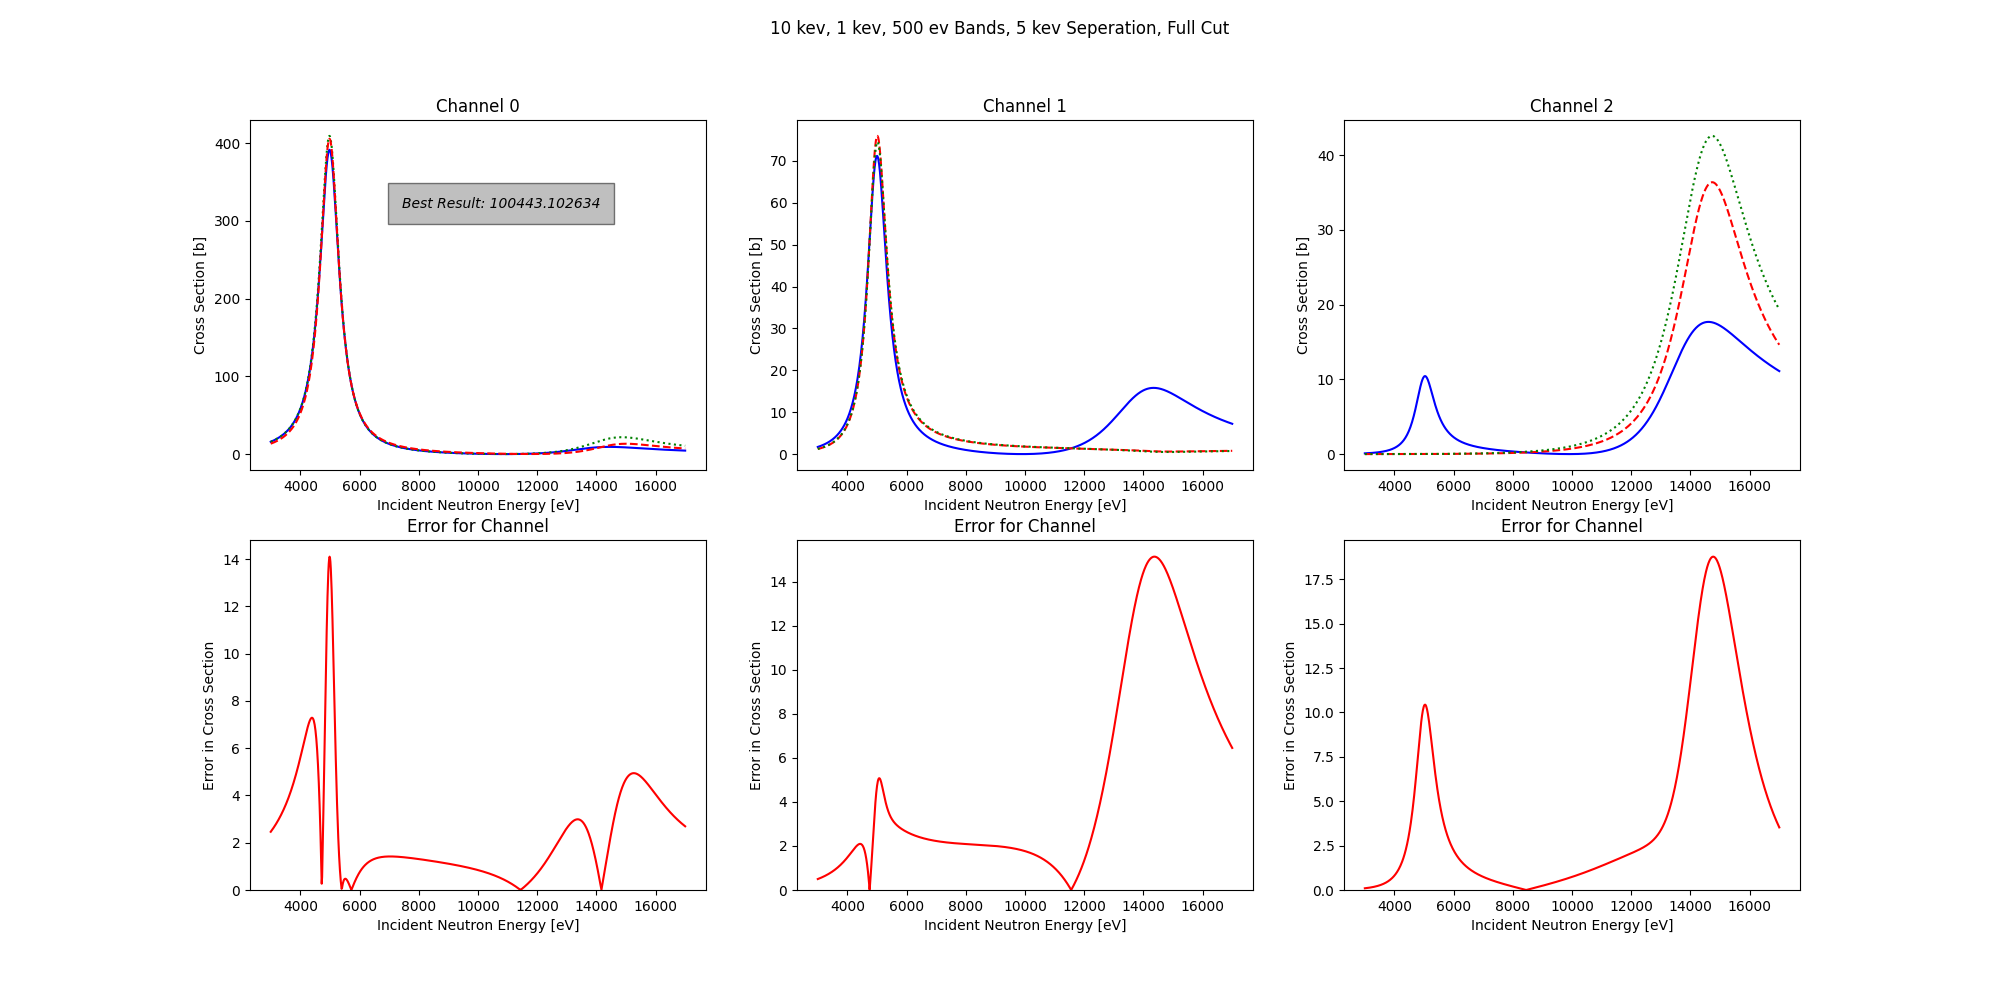 10 kev, 1 kev, 500 ev Bands, 5 kev Seperation, Full Cut
Channel 0
Cross Section [b]
400
300
200
100
0
Best Result: 100443.102634
4000 6000 8000 10000 12000 14000 16000
Incident Neutron Energy [eV]
Channel 1
Cross Section [b]
70
60
50
40
30
20
10
0
4000 6000 8000 10000 12000 14000 16000
Incident Neutron Energy [eV]
Channel 2
Cross Section [b]
40
30
20
10
0
4000 6000 8000 10000 12000 14000 16000
Incident Neutron Energy [eV]
Error for Channel
Error in Cross Section
14
12
10
8
6
4
2
0
4000 6000 8000 10000 12000 14000 16000
Incident Neutron Energy [eV]
Error for Channel
Error in Cross Section
14
12
10
8
6
4
2
0
4000 6000 8000 10000 12000 14000 16000
Incident Neutron Energy [eV]
Error for Channel
Error in Cross Section
17.5
15.0
12.5
10.0
7.5
5.0
2.5
0.0
4000 6000 8000 10000 12000 14000 16000
Incident Neutron Energy [eV]